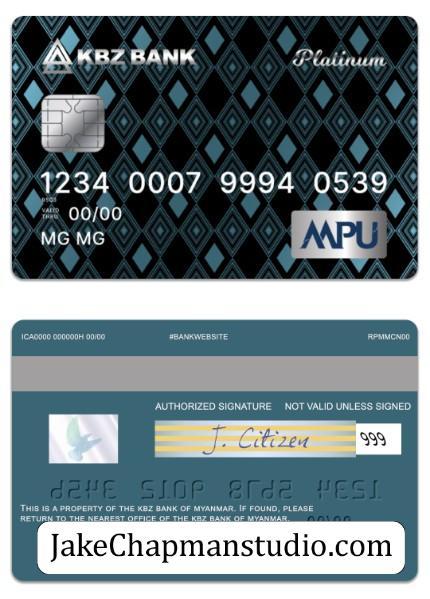 KBZ BANK Platinum
1234 0007 9994 0539
VALID THRU 00/00
MG MG
MPU
ICA0000 000000H 00/00 #BANKWEBSITE RPMMCN00
AUTHORIZED SIGNATURE NOT VALID UNLESS SIGNED
J. Citizen 999
THIS IS A PROPERTY OF THE KBZ BANK OF MYANMAR. IF FOUND, PLEASE
RETURN TO THE NEAREST OFFICE OF THE KBZ BANK OF MYANMAR.
JakeChapmanstudio.com